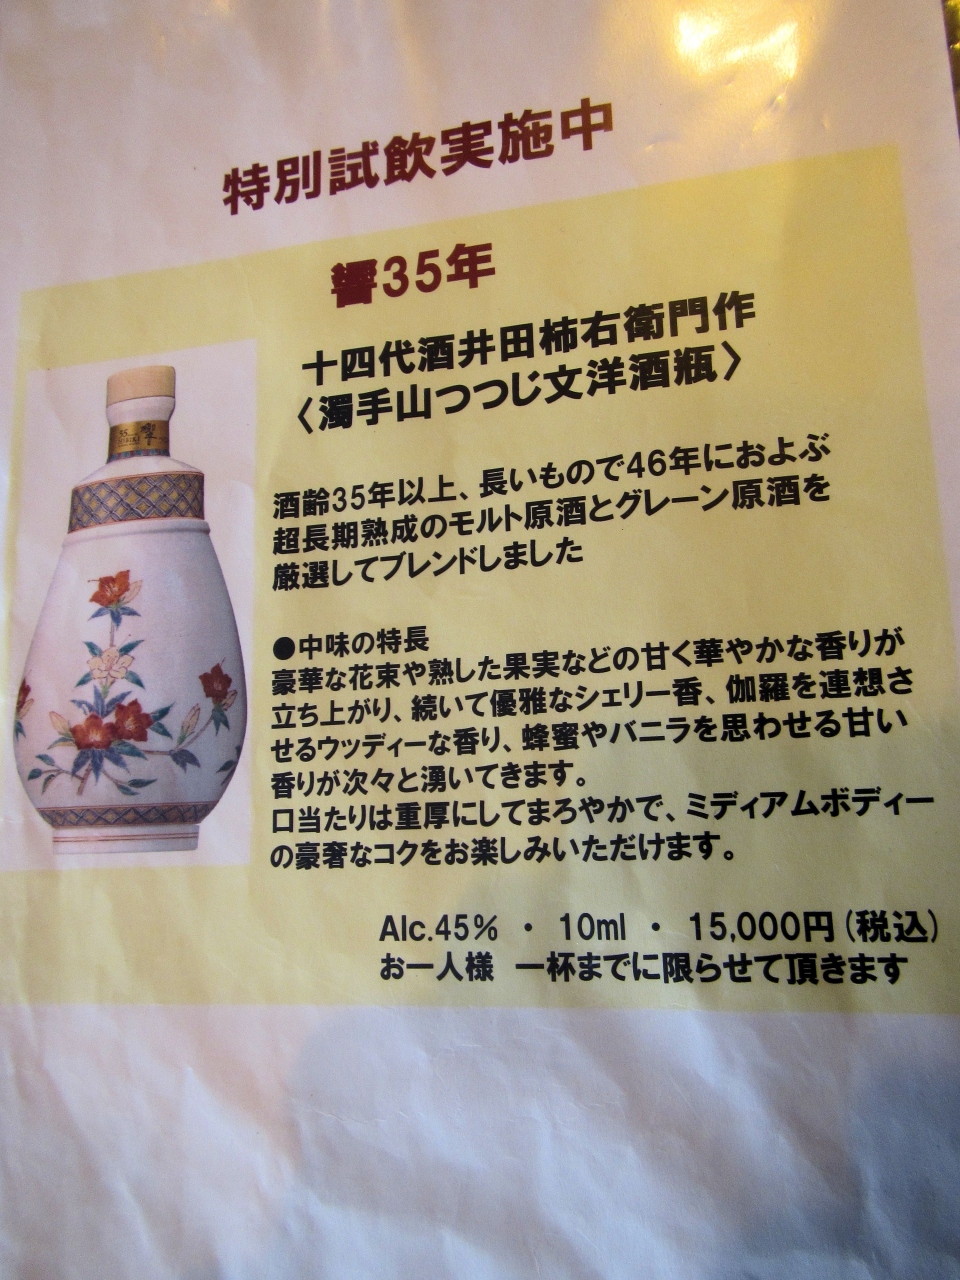 特別試飲実施中
響35年
十四代酒井田柿右衛門作
〈濁手山つつじ文洋酒瓶〉
酒齢35年以上、長いもので46年におよぶ
超長期熟成のモルト原酒とグレーン原酒を
厳選してブレンドしました
●中味の特長
豪華な花束や熟した果実などの甘く華やかな香りが
立ち上がり、続いて優雅なシェリー香、伽羅を連想さ
せるウッディーな香り、蜂蜜やバニラを思わせる甘い
香りが次々と湧いてきます。
口当たりは重厚にしてまろやかで、ミディアムボディー
の豪奢なコクをお楽しみいただけます。
Alc.45% ・ 10ml ・ 15,000円(税込)
お一人様 一杯までに限らせて頂きます
35
響